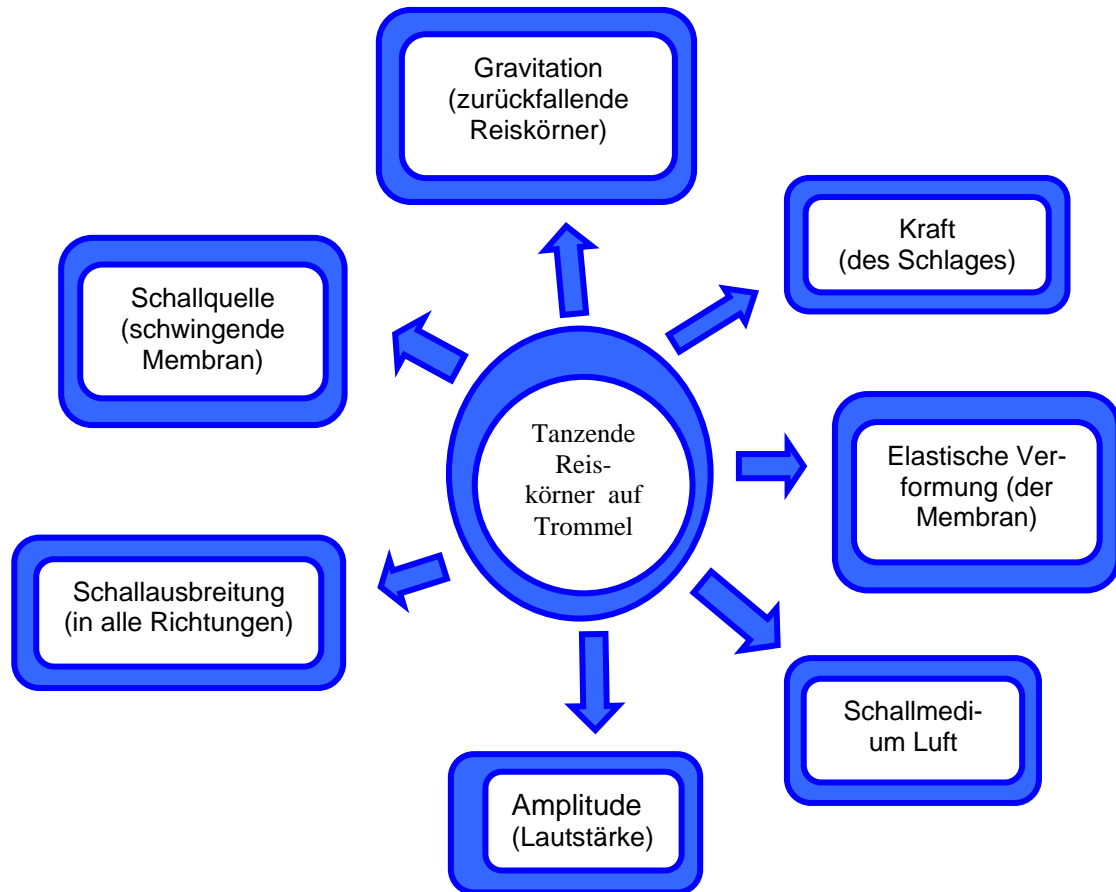 Gravitation
(zurückfallende
Reiskörner)
Kraft
(des Schlages)
Schallquelle
(schwingende
Membran)
Tanzende
Reis-
körner auf
Trommel
Elastische Ver-
formung (der
Membran)
Schallausbreitung
(in alle Richtungen)
Schallmedi-
um Luft
Amplitude
(Lautstärke)